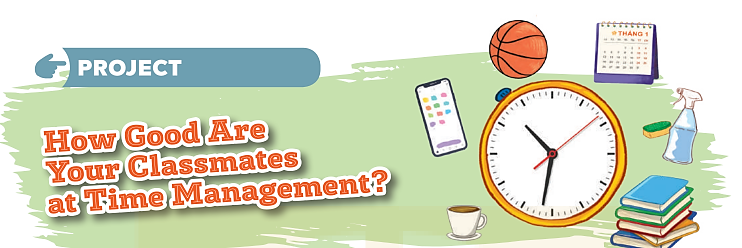 PROJECT
THÁNG 1
How Good Are
Your Classmates
at Time Management?